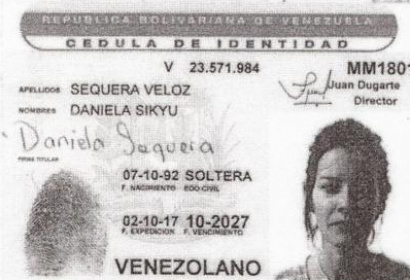 REPUBLICA BOLIVARIANA DE VENEZUELA
CEDULA DE IDENTIDAD
V 23.571.984 MM1801
APELLIDOS SEQUERA VELOZ
Juan Dugarte
Director
NOMBRES DANIELA SIKYU
Daniela Sequera
FIRMA TITULAR
07-10-92 SOLTERA
F. NACIMIENTO EDO CIVIL
02-10-17 10-2027
F. EXPEDICION F. VENCIMIENTO
VENEZOLANO